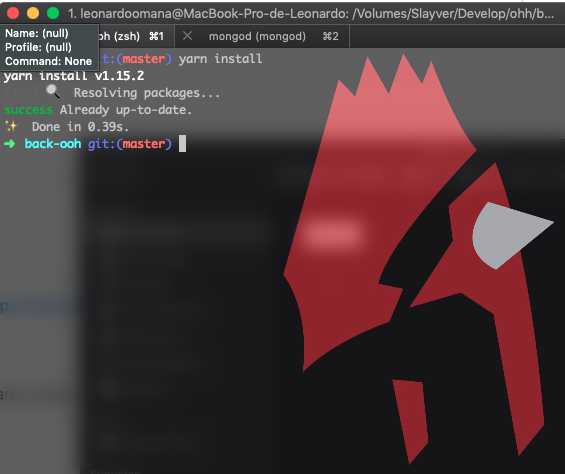 1. leonardoomana@MacBook-Pro-de-Leonardo: /Volumes/Slayver/Develop/ohh/b...
Name: (null)
Profile: (null)
Command: None
oh (zsh) ⌘1
× mongod (mongod) ⌘2
git:(master) yarn install
yarn install v1.15.2
🔍 Resolving packages...
success Already up-to-date.
✨ Done in 0.39s.
➜ back-ooh git:(master)